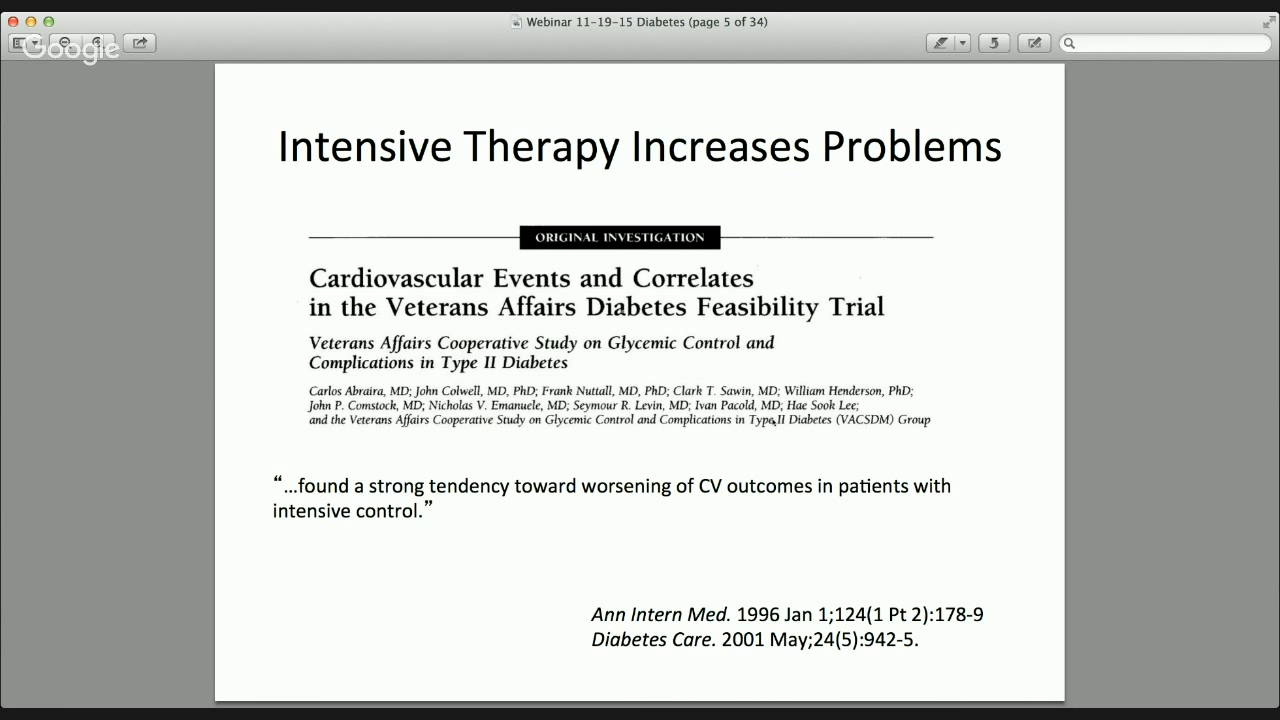 Webinar 11-19-15 Diabetes (page 5 of 34)
Google
5
Intensive Therapy Increases Problems
ORIGINAL INVESTIGATION
Cardiovascular Events and Correlates
in the Veterans Affairs Diabetes Feasibility Trial
Veterans Affairs Cooperative Study on Glycemic Control and
Complications in Type II Diabetes
Carlos Abraira, MD; John Colwell, MD, PhD; Frank Nuttall, MD, PhD; Clark T. Sawin, MD; William Henderson, PhD;
John P. Comstock, MD; Nicholas V. Emanuele, MD; Seymour R. Levin, MD; Ivan Pacold, MD; Hae Sook Lee;
and the Veterans Affairs Cooperative Study on Glycemic Control and Complications in Type II Diabetes (VACSDM) Group
“…found a strong tendency toward worsening of CV outcomes in patients with
intensive control.”
Ann Intern Med. 1996 Jan 1;124(1 Pt 2):178-9
Diabetes Care. 2001 May;24(5):942-5.